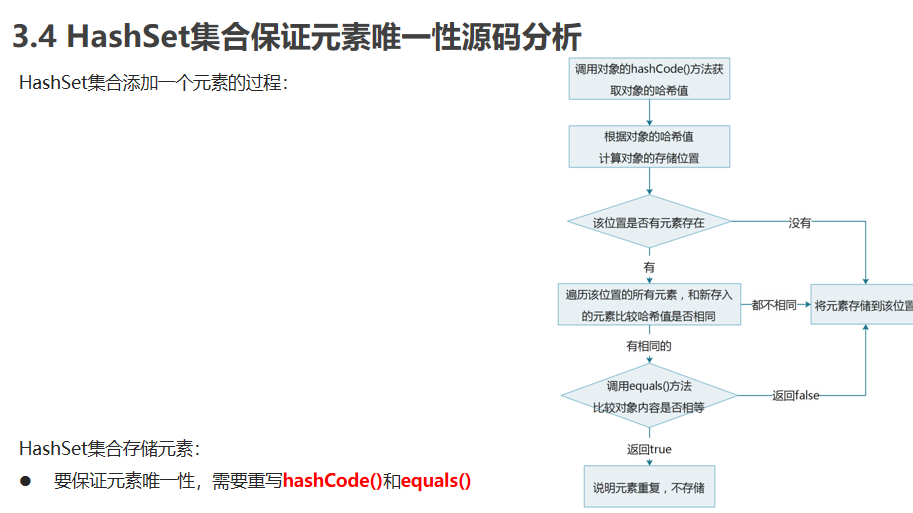 3.4 HashSet集合保证元素唯一性源码分析
HashSet集合添加一个元素的过程：
调用对象的hashCode()方法获
取对象的哈希值
根据对象的哈希值
计算对象的存储位置
该位置是否有元素存在
没有
有
遍历该位置的所有元素，和新存入
的元素比较哈希值是否相同
都不相同
将元素存储到该位置
有相同的
调用equals()方法
比较对象内容是否相等
返回false
返回true
说明元素重复，不存储
HashSet集合存储元素：
● 要保证元素唯一性，需要重写hashCode()和equals()